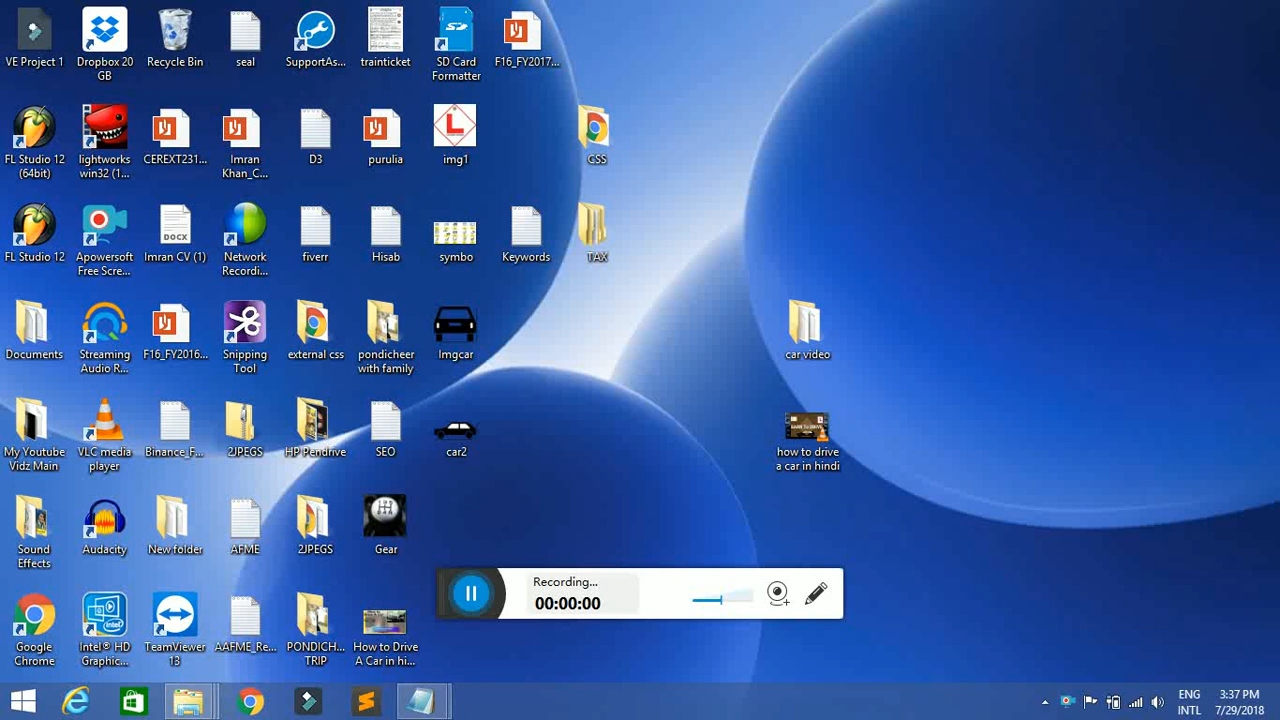 VE Project 1
Dropbox 20
GB
Recycle Bin
seal
SupportAs...
trainticket
SD
SD Card
Formatter
F16_FY2017...
FL Studio 12
(64bit)
lightworks
win32 (1...
CEREXT231...
Imran
Khan_C...
D3
purulia
L
img1
CSS
FL Studio 12
Apowersoft
Free Scre...
DOCX
Imran CV (1)
Network
Recordi...
fiverr
Hisab
symbo
Keywords
TAX
Documents
Streaming
Audio R...
F16_FY2016...
Snipping
Tool
external css
pondicheer
with family
Imgcar
car video
My Youtube
Vidz Main
VLC media
player
Binance_F...
2JPEGS
HP Pendrive
SEO
car2
how to drive
a car in hindi
Sound
Effects
Audacity
New folder
AFME
2JPEGS
Gear
Recording...
00:00:00
Google
Chrome
intel
Intel® HD
Graphic...
TeamViewer
13
AAFME_Re...
PONDICH...
TRIP
How to Drive
A Car in hi...
ENG
INTL
3:37 PM
7/29/2018